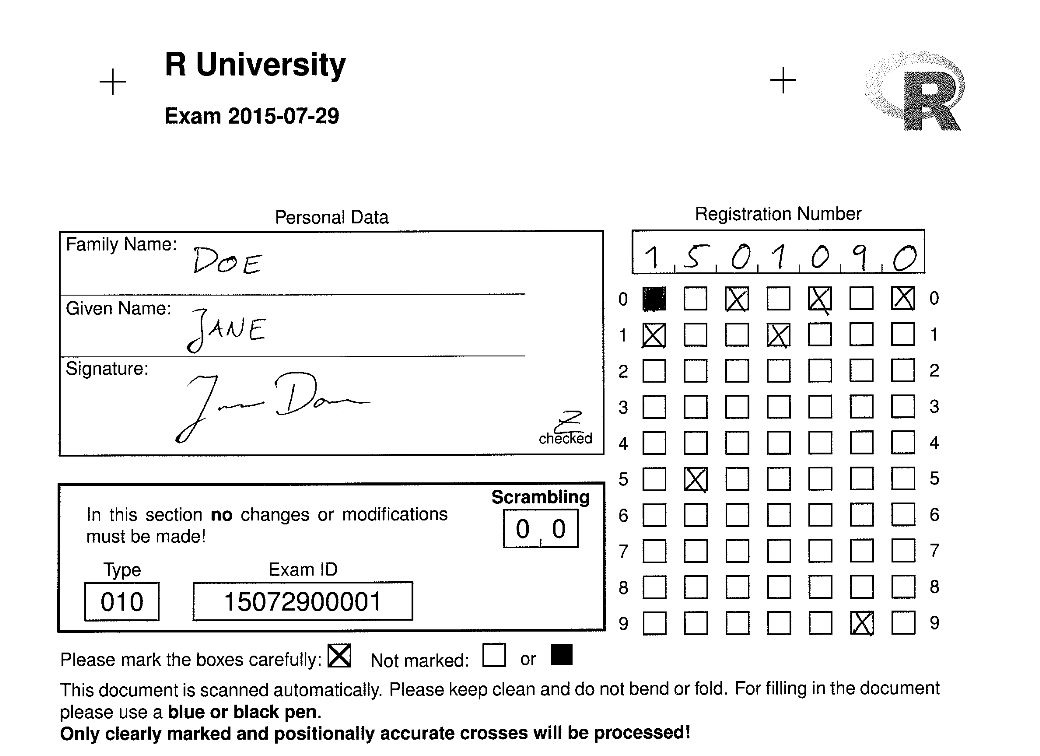 R University
Exam 2015-07-29
R
Personal Data
Family Name: DOE
Given Name: JANE
Signature: Jane Doe
checked
Registration Number
1 5 0 1 0 9 0
0 0
1 1
2 2
3 3
4 4
5 5
6 6
7 7
8 8
9 9
In this section no changes or modifications
must be made!
Scrambling
0 0
Type
010
Exam ID
15072900001
Please mark the boxes carefully: Not marked: or
This document is scanned automatically. Please keep clean and do not bend or fold. For filling in the document
please use a blue or black pen.
Only clearly marked and positionally accurate crosses will be processed!